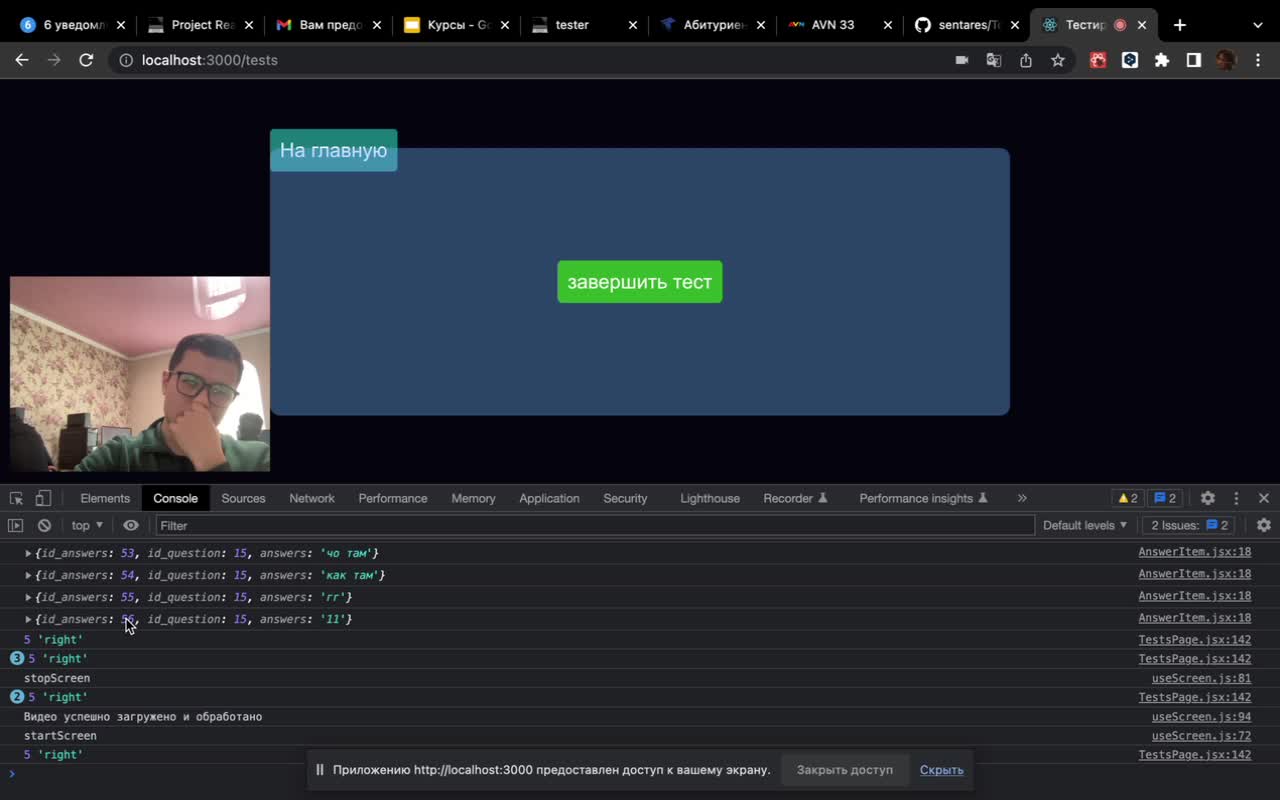 6 6 уведомл
Project Rea
Вам предо
Курсы - Go
tester
Абитуриен
AVN 33
sentares/Te
Тестир
localhost:3000/tests
На главную
завершить тест
Elements Console Sources Network Performance Memory Application Security Lighthouse Recorder Performance insights » 2 2
top ▼ Filter Default levels ▼ 2 Issues: 2
{id_answers: 53, id_question: 15, answers: 'чо там'} AnswerItem.jsx:18
{id_answers: 54, id_question: 15, answers: 'как там'} AnswerItem.jsx:18
{id_answers: 55, id_question: 15, answers: 'гг'} AnswerItem.jsx:18
{id_answers: 56, id_question: 15, answers: '11'} AnswerItem.jsx:18
5 'right' TestsPage.jsx:142
3 5 'right' TestsPage.jsx:142
stopScreen useScreen.js:81
2 5 'right' TestsPage.jsx:142
Видео успешно загружено и обработано useScreen.js:94
startScreen useScreen.js:72
5 'right' TestsPage.jsx:142
Приложению http://localhost:3000 предоставлен доступ к вашему экрану. Закрыть доступ Скрыть